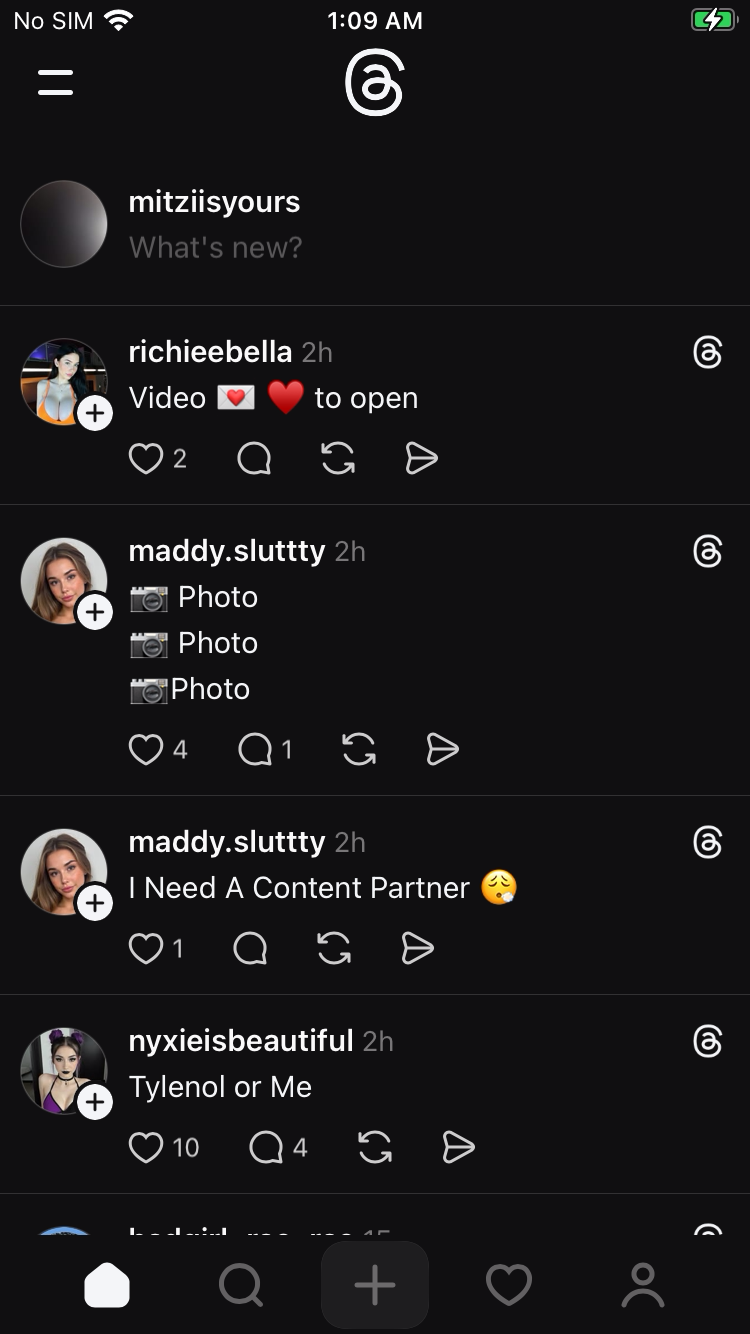 No SIM 1:09 AM
mitziisyours
What's new?
richieebella 2h
Video 💌 ♥️ to open
2
maddy.sluttty 2h
📷 Photo
📷 Photo
📷Photo
4 1
maddy.sluttty 2h
I Need A Content Partner 😮‍💨
1
nyxieisbeautiful 2h
Tylenol or Me
10 4